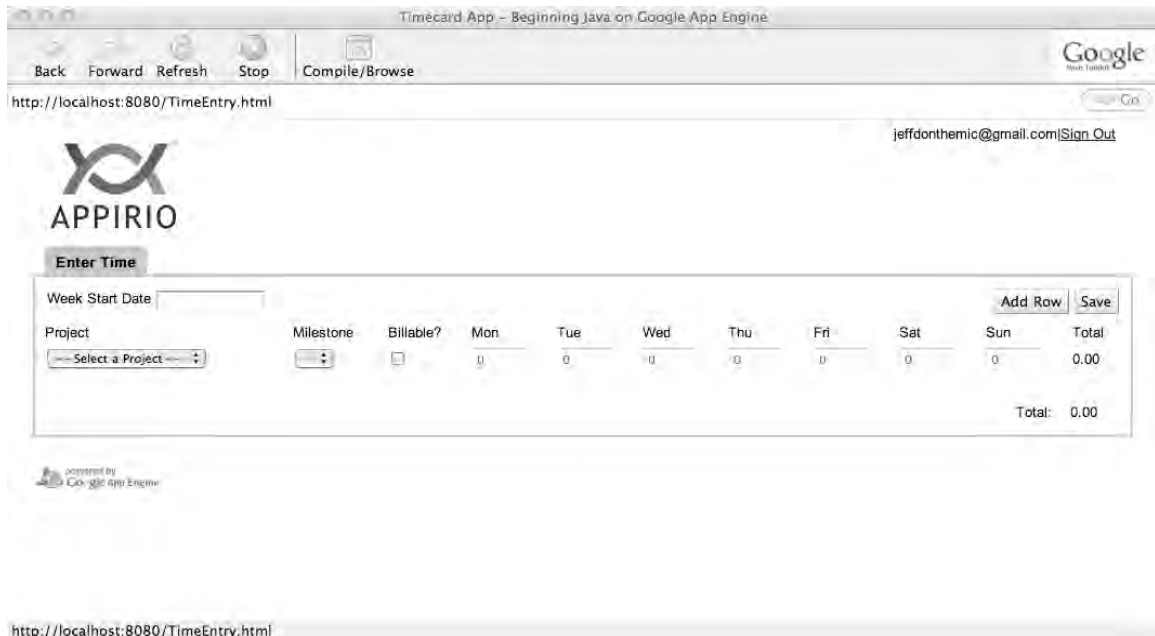 Timecard App – Beginning Java on Google App Engine
Back Forward Refresh Stop Compile/Browse
Google
Web Toolkit
http://localhost:8080/TimeEntry.html
Go
jeffdonthemic@gmail.com|Sign Out
APPIRIO
Enter Time
Week Start Date
Add Row Save
Project Milestone Billable? Mon Tue Wed Thu Fri Sat Sun Total
-- Select a Project -- 0 0 0 0 0 0 0 0.00
Total: 0.00
powered by
Google App Engine
http://localhost:8080/TimeEntry.html